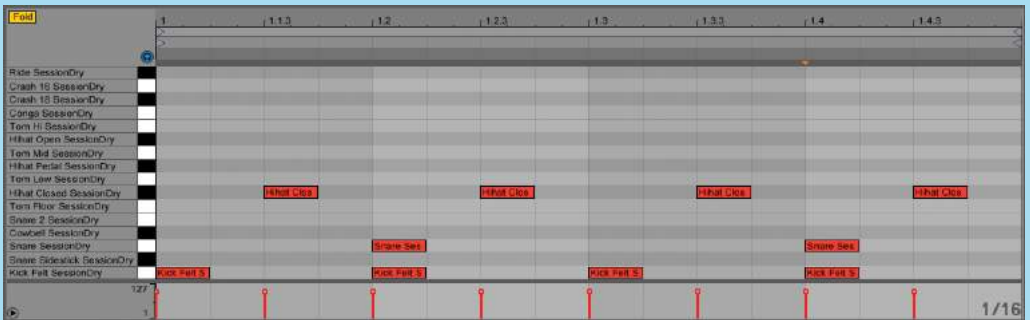 Fold
1 1.1.3 1.2 1.2.3 1.3 1.3.3 1.4 1.4.3
Ride SessionDry
Crash 16 SessionDry
Crash 18 SessionDry
Conga SessionDry
Tom Hi SessionDry
Hihat Open SessionDry
Tom Mid SessionDry
Hihat Pedal SessionDry
Tom Low SessionDry
Hihat Closed SessionDry Hihat Clos Hihat Clos Hihat Clos Hihat Clos
Tom Floor SessionDry
Snare 2 SessionDry
Cowbell SessionDry
Snare SessionDry Snare Ses Snare Ses
Snare Sidestick SessionDry
Kick Felt SessionDry Kick Felt S Kick Felt S Kick Felt S Kick Felt S
127
1
1/16